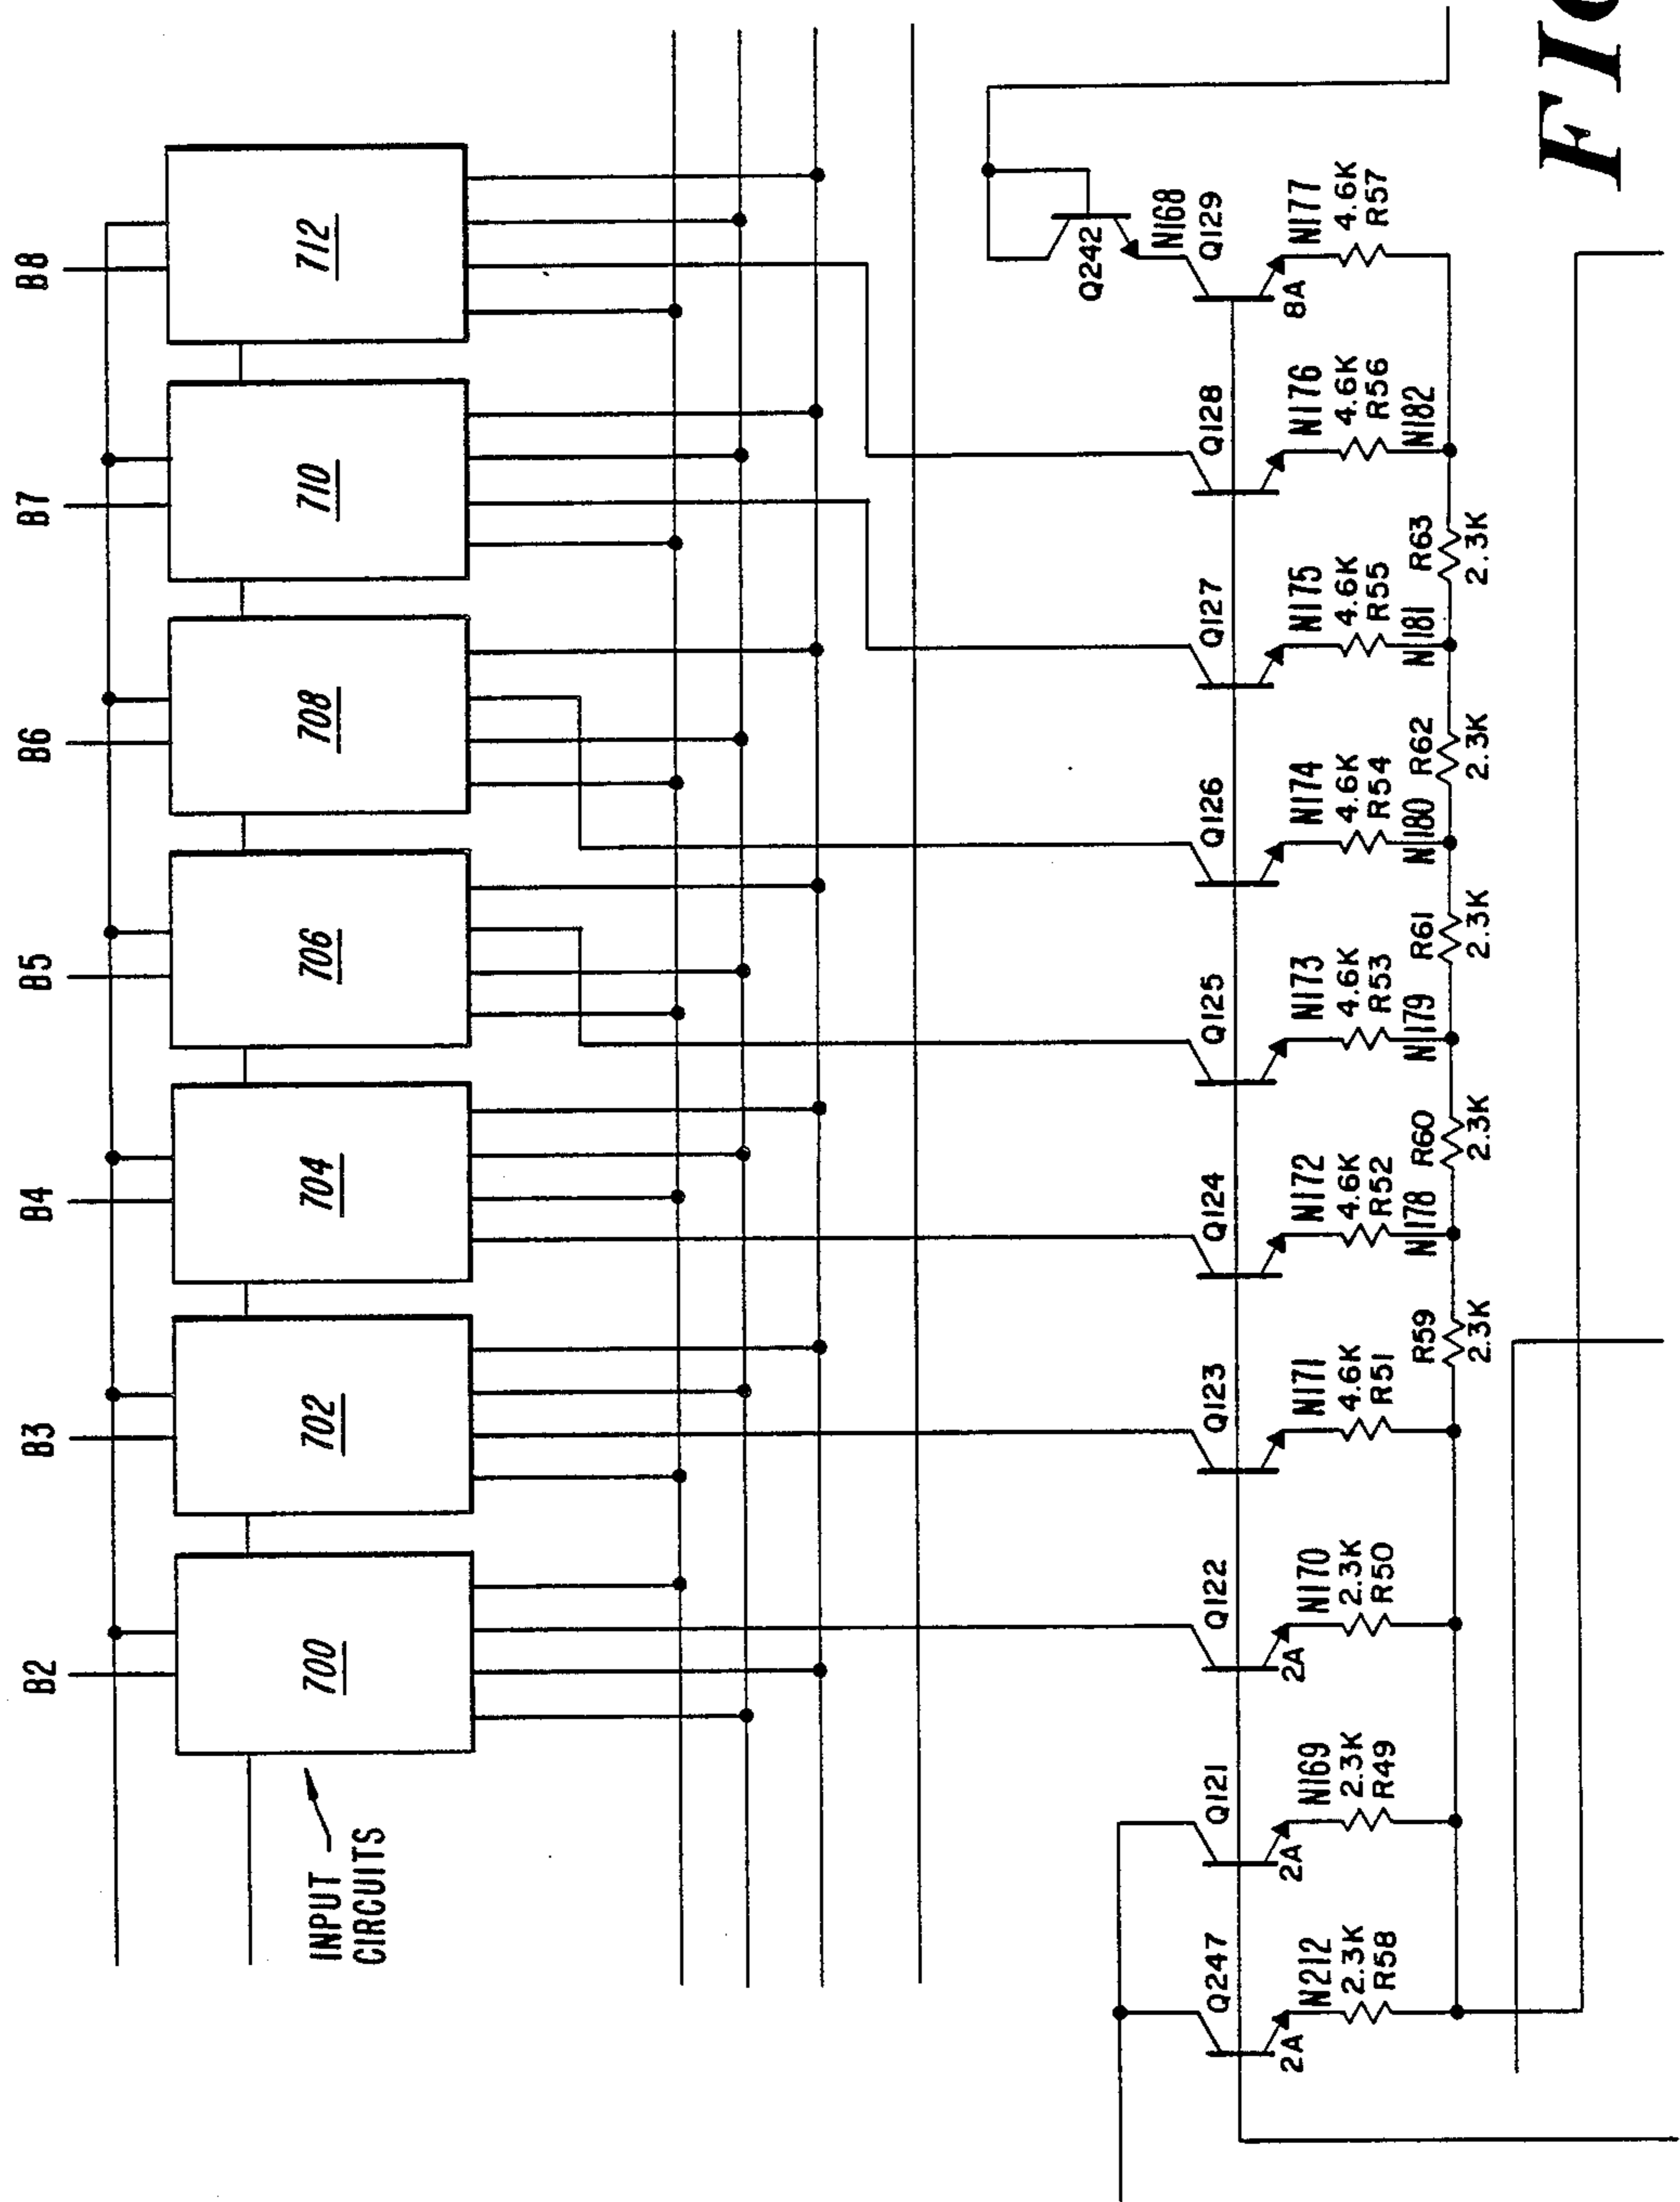 B2 B3 B4 B5 B6 B7 B8
700 702 704 706 708 710 712
INPUT
CIRCUITS
Q242
N168
Q247 Q121 Q122 Q123 Q124 Q125 Q126 Q127 Q128 Q129
2A 2A 2A 8A
N212 N169 N170 N171 N172 N173 N174 N175 N176 N177
2.3K 2.3K 2.3K 4.6K 4.6K 4.6K 4.6K 4.6K 4.6K 4.6K
R58 R49 R50 R51 R52 R53 R54 R55 R56 R57
N178 N179 N180 N181 N182
R59 R60 R61 R62 R63
2.3K 2.3K 2.3K 2.3K 2.3K
FIG